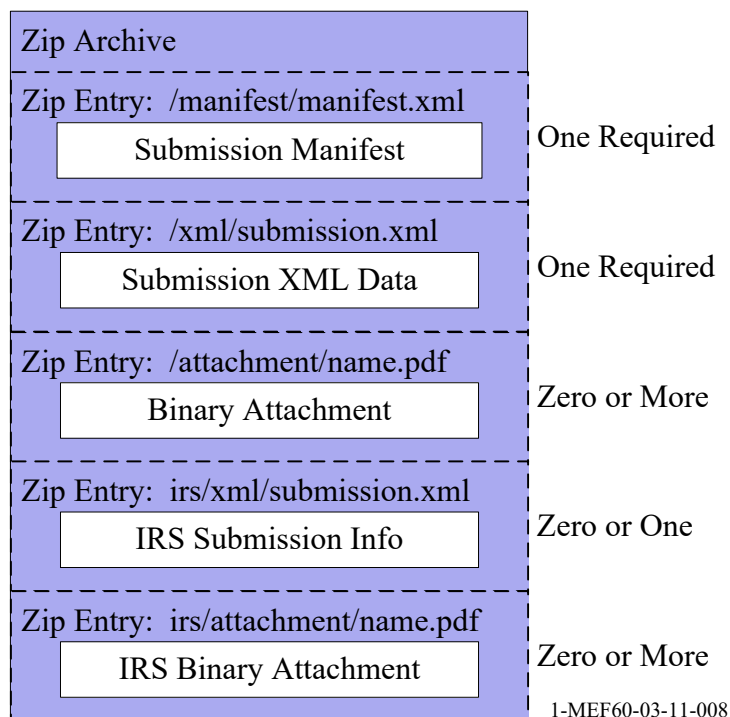 Zip Archive
Zip Entry: /manifest/manifest.xml
Submission Manifest
One Required
Zip Entry: /xml/submission.xml
Submission XML Data
One Required
Zip Entry: /attachment/name.pdf
Binary Attachment
Zero or More
Zip Entry: irs/xml/submission.xml
IRS Submission Info
Zero or One
Zip Entry: irs/attachment/name.pdf
IRS Binary Attachment
Zero or More
1-MEF60-03-11-008